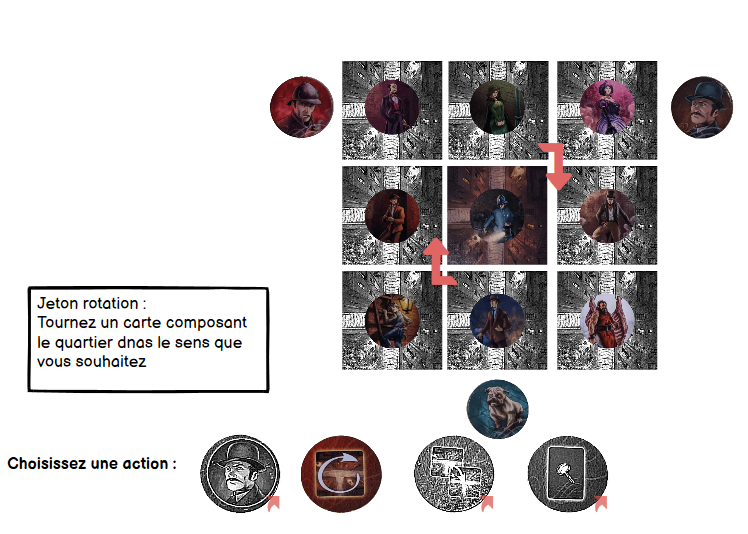 Jeton rotation :
Tournez un carte composant
le quartier dnas le sens que
vous souhaitez
Choisissez une action :